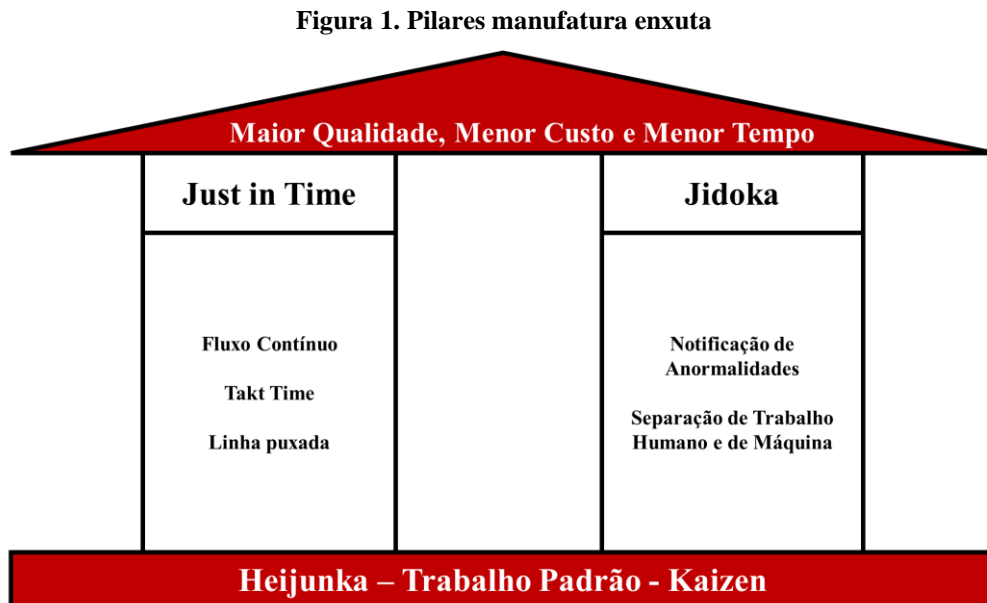 Figura 1. Pilares manufatura enxuta
Maior Qualidade, Menor Custo e Menor Tempo
Just in Time
Fluxo Contínuo
Takt Time
Linha puxada
Jidoka
Notificação de
Anormalidades
Separação de Trabalho
Humano e de Máquina
Heijunka – Trabalho Padrão - Kaizen